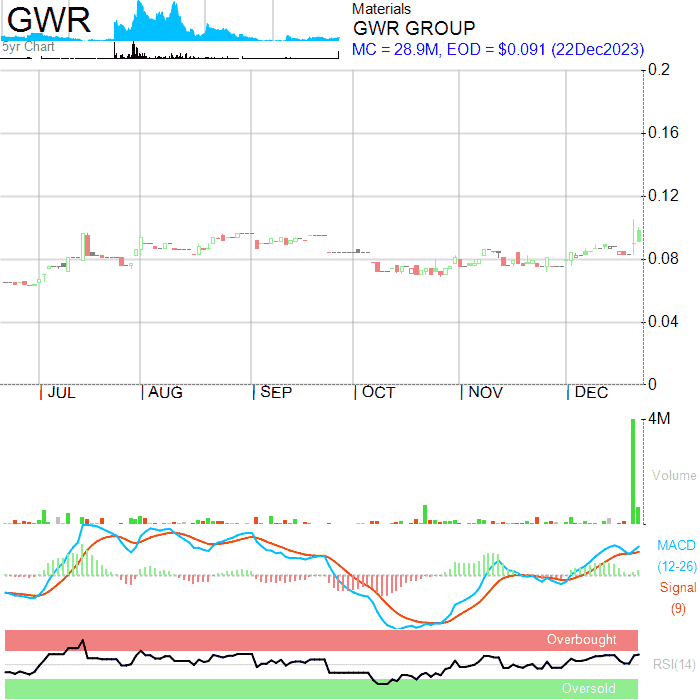 GWR
5yr Chart
Materials
GWR GROUP
MC = 28.9M, EOD = $0.091 (22Dec2023)
0.2
0.16
0.12
0.08
0.04
0
JUL AUG SEP OCT NOV DEC
4M
Volume
MACD
(12-26)
Signal
(9)
Overbought
RSI(14)
Oversold